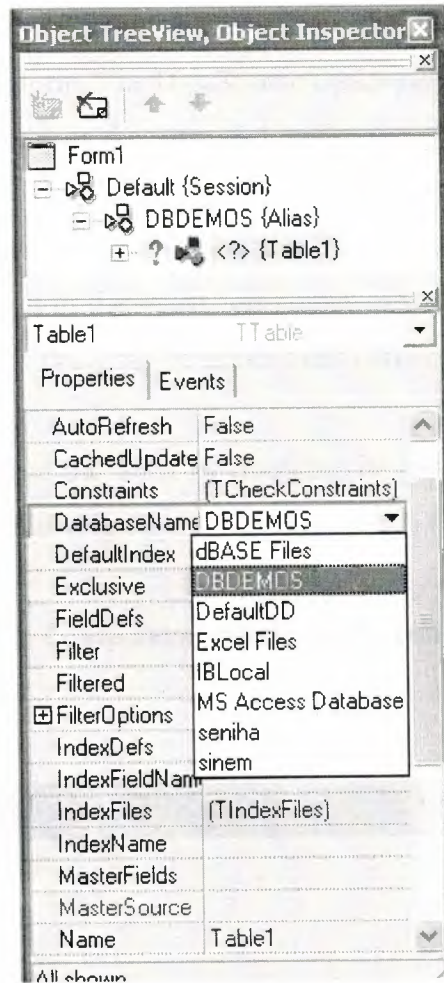 Object TreeView, Object Inspector
Form1
Default {Session}
DBDEMOS {Alias}
<?> {Table1}
Table1 TTable
Properties Events
AutoRefresh False
CachedUpdate False
Constraints (TCheckConstraints)
DatabaseName DBDEMOS
DefaultIndex dBASE Files
Exclusive DBDEMOS
FieldDefs DefaultDD
Filter Excel Files
Filtered IBLocal
FilterOptions MS Access Database
IndexDefs seniha
IndexFieldNam sinem
IndexFiles (TIndexFiles)
IndexName
MasterFields
MasterSource
Name Table1
All shown